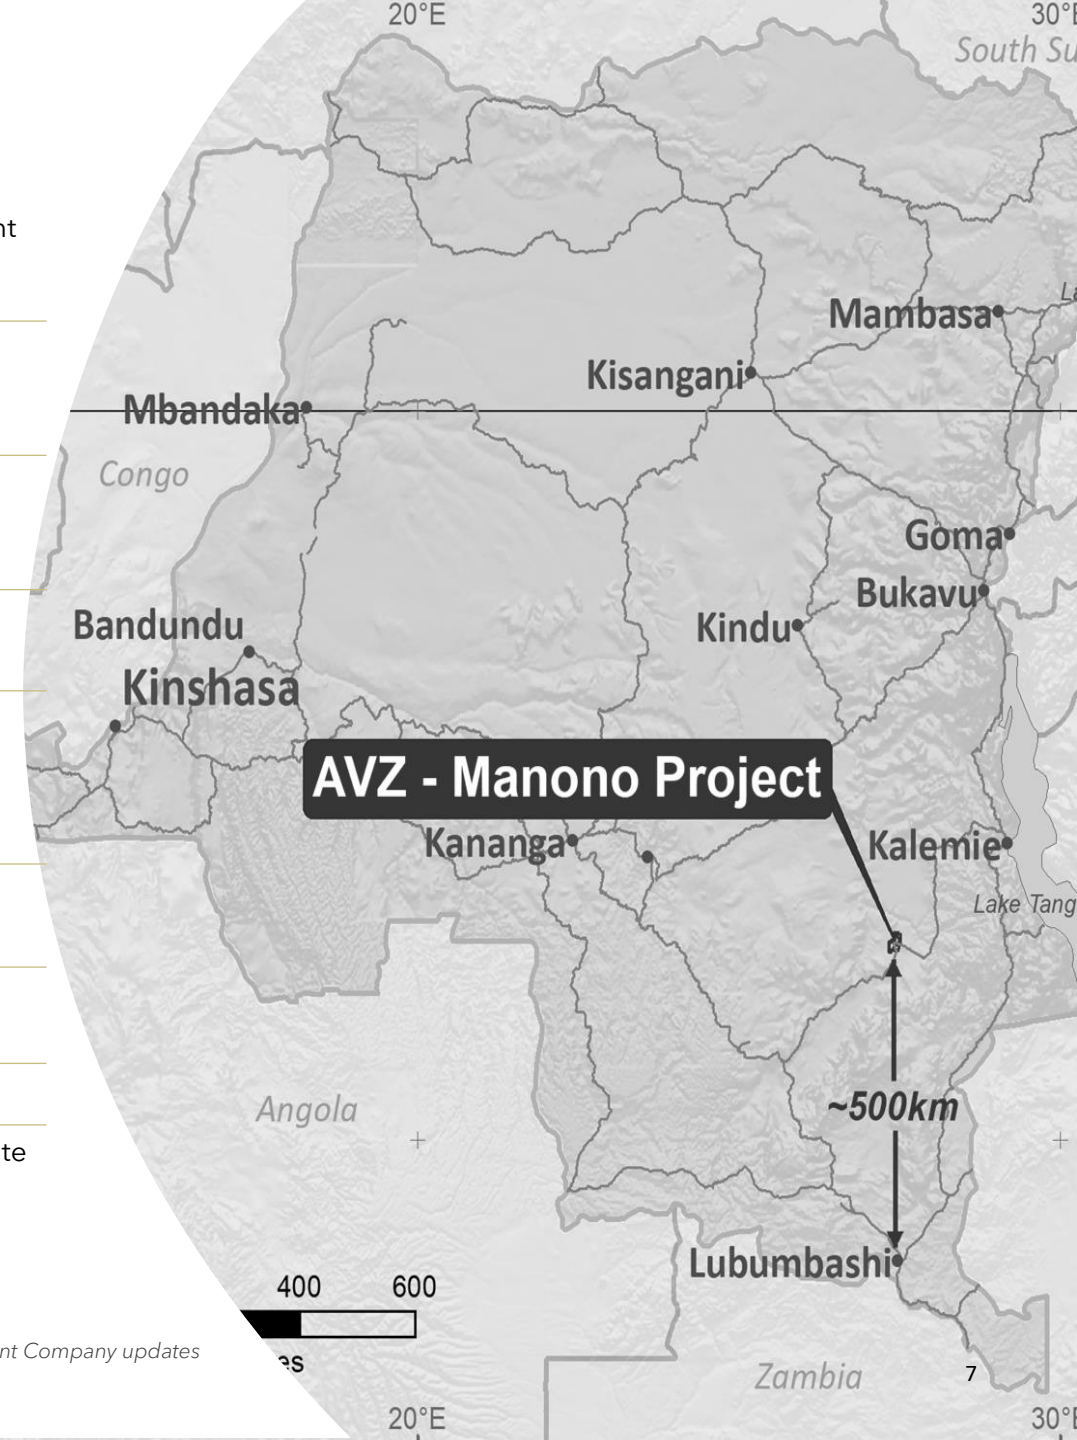 20°E
30°E
South Su
nt
La
Mambasa
Kisangani
Mbandaka
Congo
Goma
Bukavu
Bandundu
Kindu
Kinshasa
AVZ - Manono Project
Kananga
Kalemie
Lake Tang
~500km
Angola
te
Lubumbashi
400 600
nt Company updates
es
Zambia
7
20°E
30°E